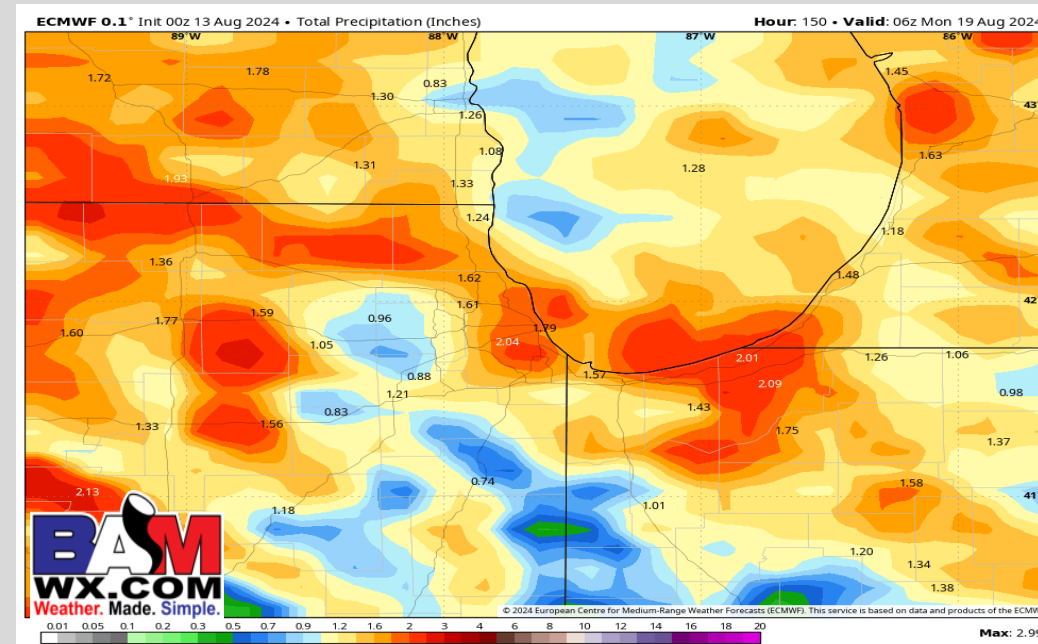 ECMWF 0.1° Init 00z 13 Aug 2024 • Total Precipitation (Inches)
Hour: 150 • Valid: 06z Mon 19 Aug 2024
89°W 88°W 87°W 86°W
1.72 1.78 0.83 1.45
1.30 43°
1.26
1.08 1.63
1.31 1.28
1.93 1.33
1.24
1.18
1.36
1.62 1.48
1.61 42°
1.77 1.59 0.96
1.60 1.79
1.05 2.04
2.01 1.26 1.06
0.88 1.57
2.09
1.21 0.98
0.83 1.43
1.33 1.56
1.75
1.37
0.74 1.58
2.13 41°
1.18 1.01
1.20
1.34
1.38
BAM
WX.COM
Weather. Made. Simple.
© 2024 European Centre for Medium-Range Weather Forecasts (ECMWF). This service is based on data and products of the ECMW
0.01 0.05 0.1 0.2 0.3 0.5 0.7 0.9 1.2 1.6 2 3 4 6 8 10 12 14 16 18 20
Max: 2.99